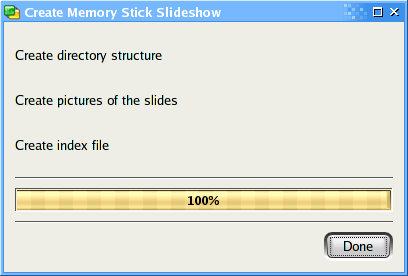 Create Memory Stick Slideshow
Create directory structure
Create pictures of the slides
Create index file
100%
Done